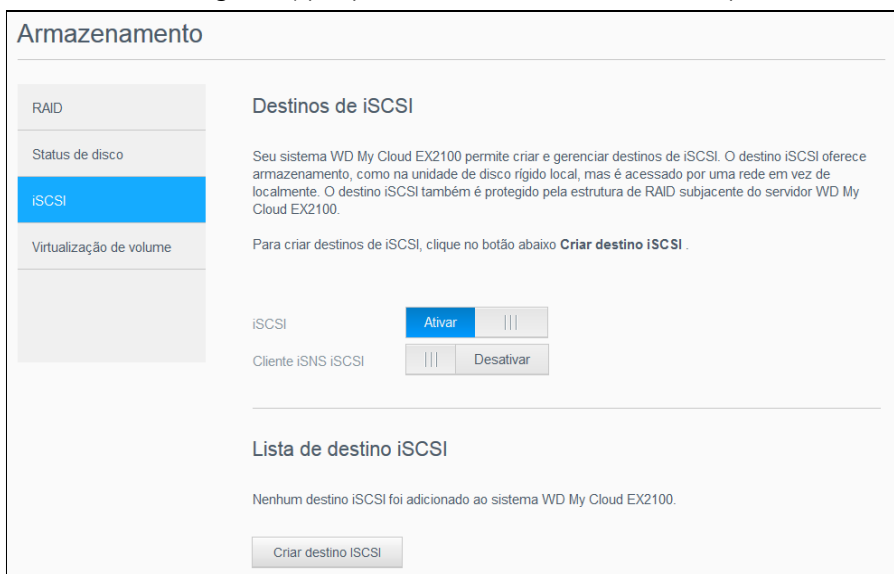 Armazenamento
RAID
Status de disco
iSCSI
Virtualização de volume
Destinos de iSCSI
Seu sistema WD My Cloud EX2100 permite criar e gerenciar destinos de iSCSI. O destino iSCSI oferece
armazenamento, como na unidade de disco rígido local, mas é acessado por uma rede em vez de
localmente. O destino iSCSI também é protegido pela estrutura de RAID subjacente do servidor WD My
Cloud EX2100.
Para criar destinos de iSCSI, clique no botão abaixo Criar destino iSCSI .
iSCSI Ativar
Cliente iSNS iSCSI Desativar
Lista de destino iSCSI
Nenhum destino iSCSI foi adicionado ao sistema WD My Cloud EX2100.
Criar destino ISCSI